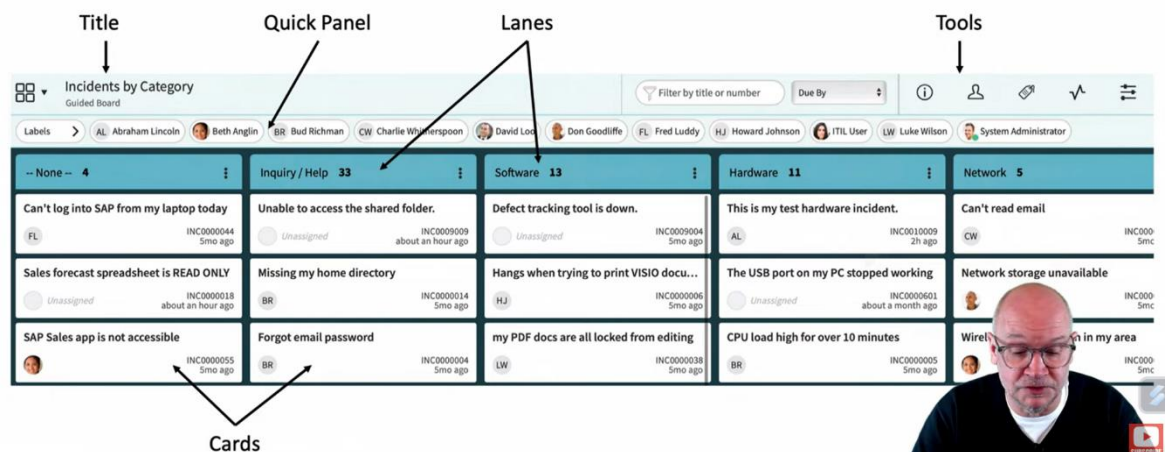 Title Quick Panel Lanes Tools
Incidents by Category
Guided Board
Filter by title or number Due By
Labels AL Abraham Lincoln Beth Anglin BR Bud Richman CW Charlie Whitherspoon David Loo Don Goodliffe FL Fred Luddy HJ Howard Johnson ITIL User LW Luke Wilson System Administrator
-- None -- 4 Inquiry / Help 33 Software 13 Hardware 11 Network 5
Can't log into SAP from my laptop today Unable to access the shared folder. Defect tracking tool is down. This is my test hardware incident. Can't read email
FL INC0000044 Unassigned INC0009009 Unassigned INC0009004 AL INC0010009 CW INC000
5mo ago about an hour ago 5mo ago 2h ago 5mo
Sales forecast spreadsheet is READ ONLY Missing my home directory Hangs when trying to print VISIO docu... The USB port on my PC stopped working Network storage unavailable
Unassigned INC0000018 BR INC0000014 HJ INC0000006 Unassigned INC0000601 INC000
about an hour ago 5mo ago 5mo ago about a month ago
SAP Sales app is not accessible Forgot email password my PDF docs are all locked from editing CPU load high for over 10 minutes in my area
INC0000055 BR INC0000004 LW INC0000038 BR INC0000005 INC000
5mo ago 5mo ago 5mo ago 5mo ago
Cards